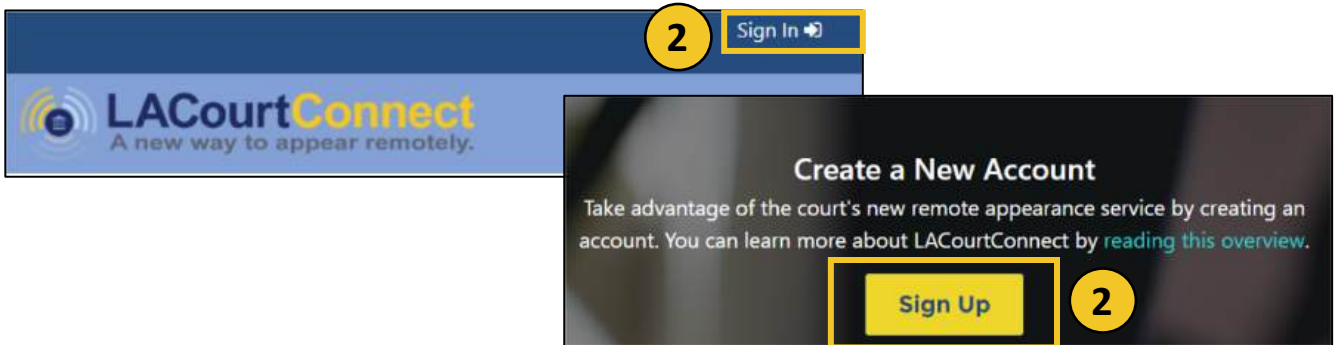 2
Sign In
LACourtConnect
A new way to appear remotely.
Create a New Account
Take advantage of the court's new remote appearance service by creating an
account. You can learn more about LACourtConnect by reading this overview.
Sign Up
2